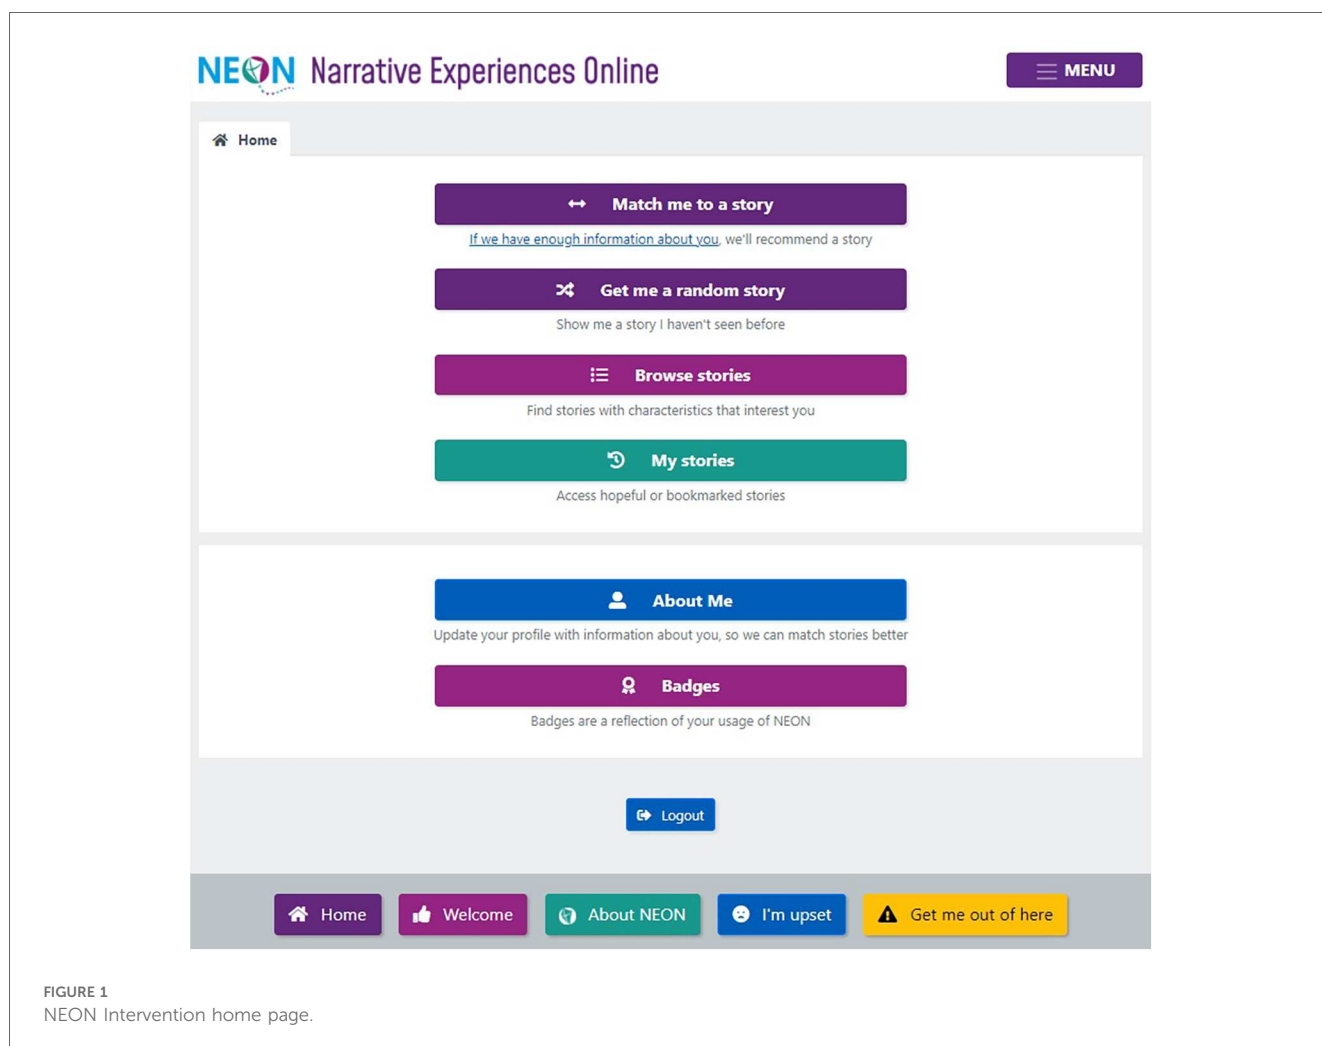 NEON Narrative Experiences Online
MENU
Home
Match me to a story
If we have enough information about you, we'll recommend a story
Get me a random story
Show me a story I haven't seen before
Browse stories
Find stories with characteristics that interest you
My stories
Access hopeful or bookmarked stories
About Me
Update your profile with information about you, so we can match stories better
Badges
Badges are a reflection of your usage of NEON
Logout
Home Welcome About NEON I'm upset Get me out of here
FIGURE 1
NEON Intervention home page.